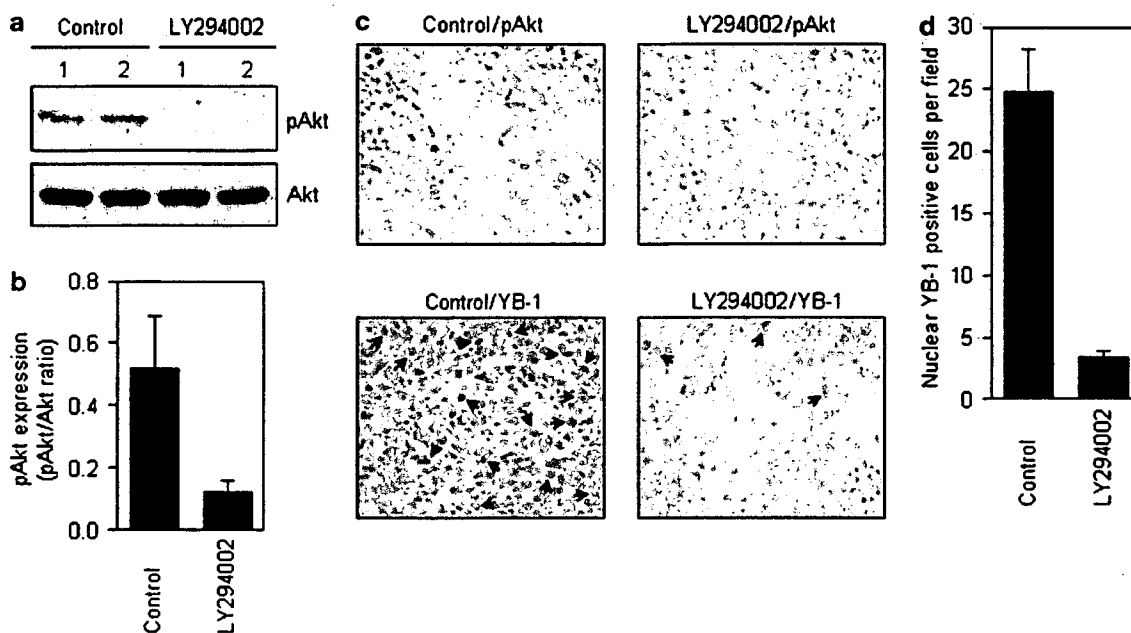 a
Control LY294002
1 2 1 2
pAkt
Akt
b
pAkt expression
(pAkt/Akt ratio)
0.8
0.6
0.4
0.2
0.0
Control
LY294002
c
Control/pAkt LY294002/pAkt
Control/YB-1 LY294002/YB-1
d
Nuclear YB-1 positive cells per field
30
25
20
15
10
5
0
Control
LY294002